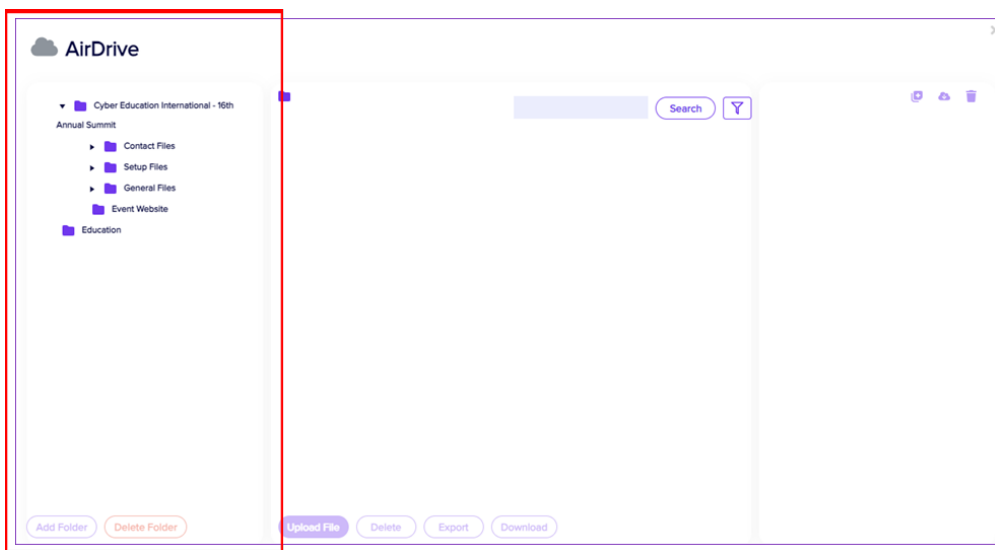 AirDrive
Cyber Education International - 16th
Annual Summit
Contact Files
Setup Files
General Files
Event Website
Education
Search
Add Folder
Delete Folder
Upload File
Delete
Export
Download